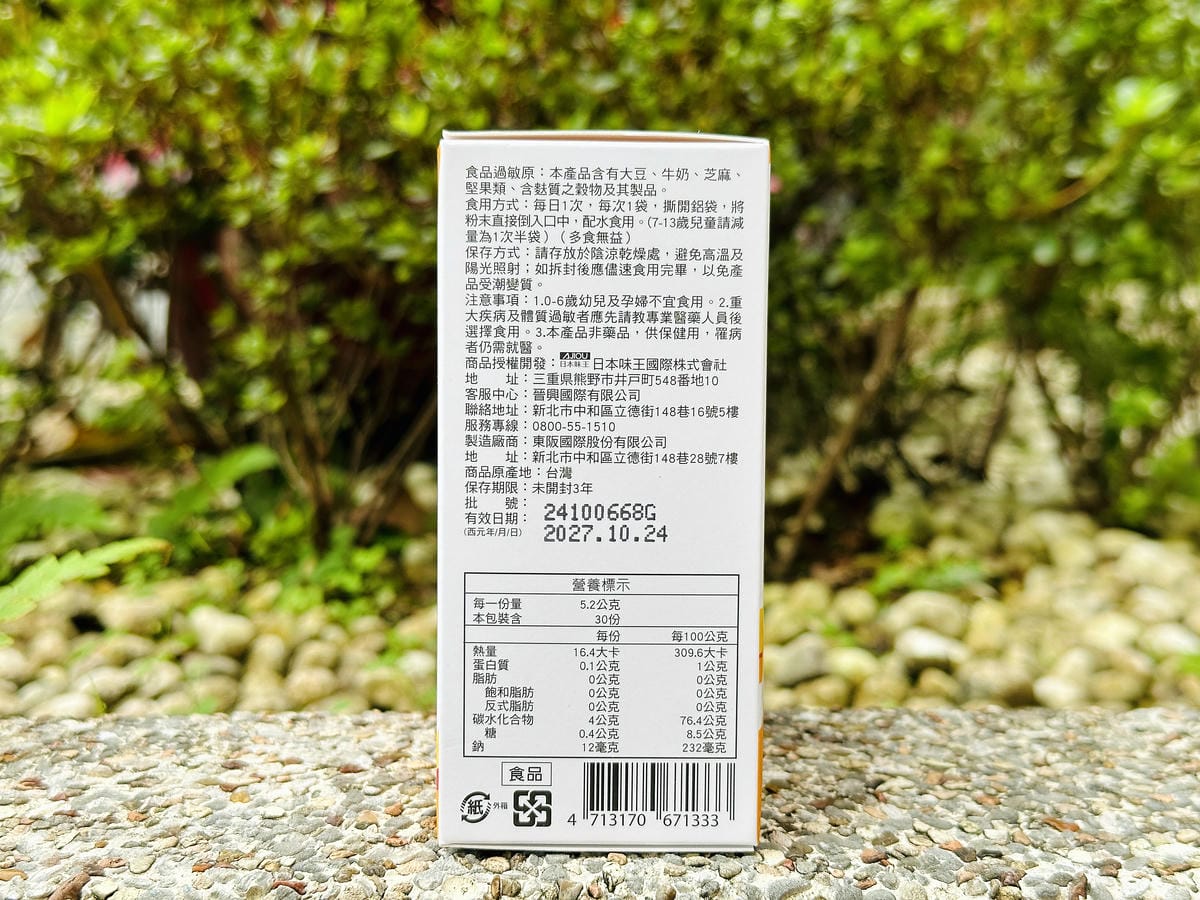 食品過敏原：本產品含有大豆、牛奶、芝麻、
堅果類、含麩質之穀物及其製品。
食用方式：每日1次，每次1袋，撕開鋁袋，將
粉末直接倒入口中，配水食用。(7-13歲兒童請減
量為1次半袋）（多食無益）
保存方式：請存放於陰涼乾燥處，避免高溫及
陽光照射；如拆封後應儘速食用完畢，以免產
品受潮變質。
注意事項：1.0-6歲幼兒及孕婦不宜食用。2.重
大疾病及體質過敏者應先請教專業醫藥人員後
選擇食用。3.本產品非藥品，供保健用，罹病
者仍需就醫。
商品授權開發：AJIOU 日本味王 日本味王國際株式會社
地　　址：三重県熊野市井戸町548番地10
客服中心：晉興國際有限公司
聯絡地址：新北市中和區立德街148巷16號5樓
服務專線：0800-55-1510
製造廠商：東阪國際股份有限公司
地　　址：新北市中和區立德街148巷28號7樓
商品原產地：台灣
保存期限：未開封3年
批　　號：24100668G
有效日期：2027.10.24
(西元年/月/日)
營養標示
每一份量 5.2公克
本包裝含 30份
每份 每100公克
熱量 16.4大卡 309.6大卡
蛋白質 0.1公克 1公克
脂肪 0公克 0公克
飽和脂肪 0公克 0公克
反式脂肪 0公克 0公克
碳水化合物 4公克 76.4公克
糖 0.4公克 8.5公克
鈉 12毫克 232毫克
食品
紙 外箱
4 713170 671333